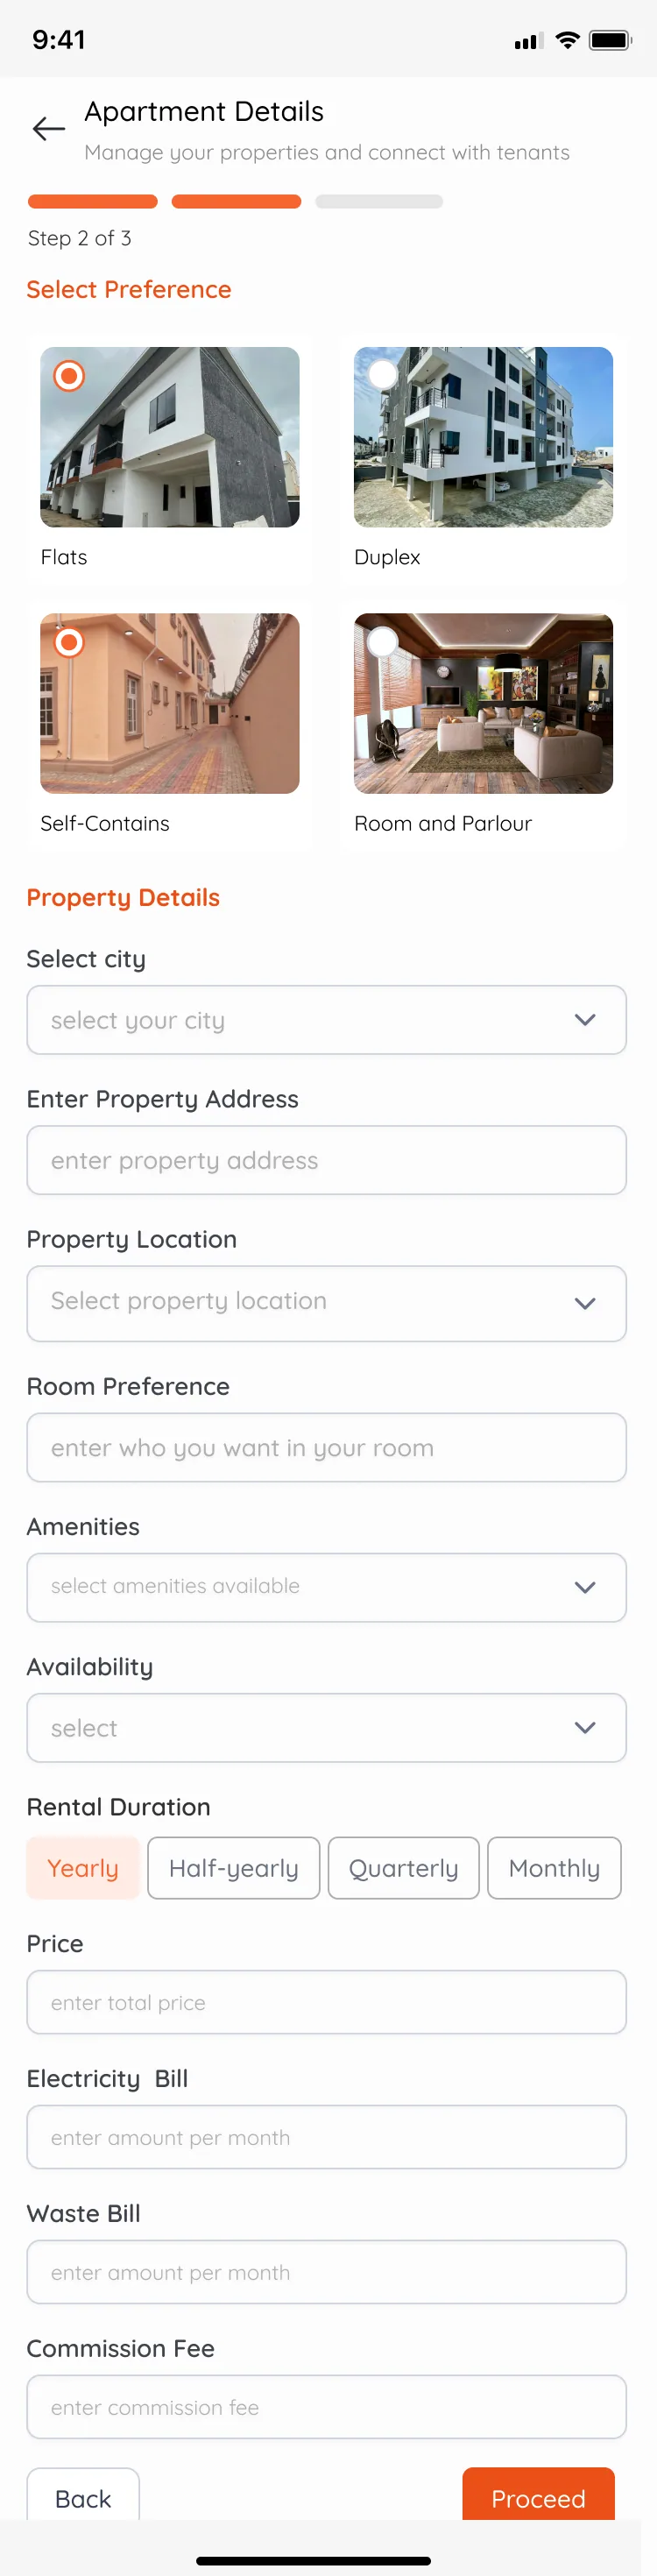 9:41
Apartment Details
Manage your properties and connect with tenants
Step 2 of 3
Select Preference
Flats
Duplex
Self-Contains
Room and Parlour
Property Details
Select city
select your city
Enter Property Address
enter property address
Property Location
Select property location
Room Preference
enter who you want in your room
Amenities
select amenities available
Availability
select
Rental Duration
Yearly Half-yearly Quarterly Monthly
Price
enter total price
Electricity  Bill
enter amount per month
Waste Bill
enter amount per month
Commission Fee
enter commission fee
Back Proceed